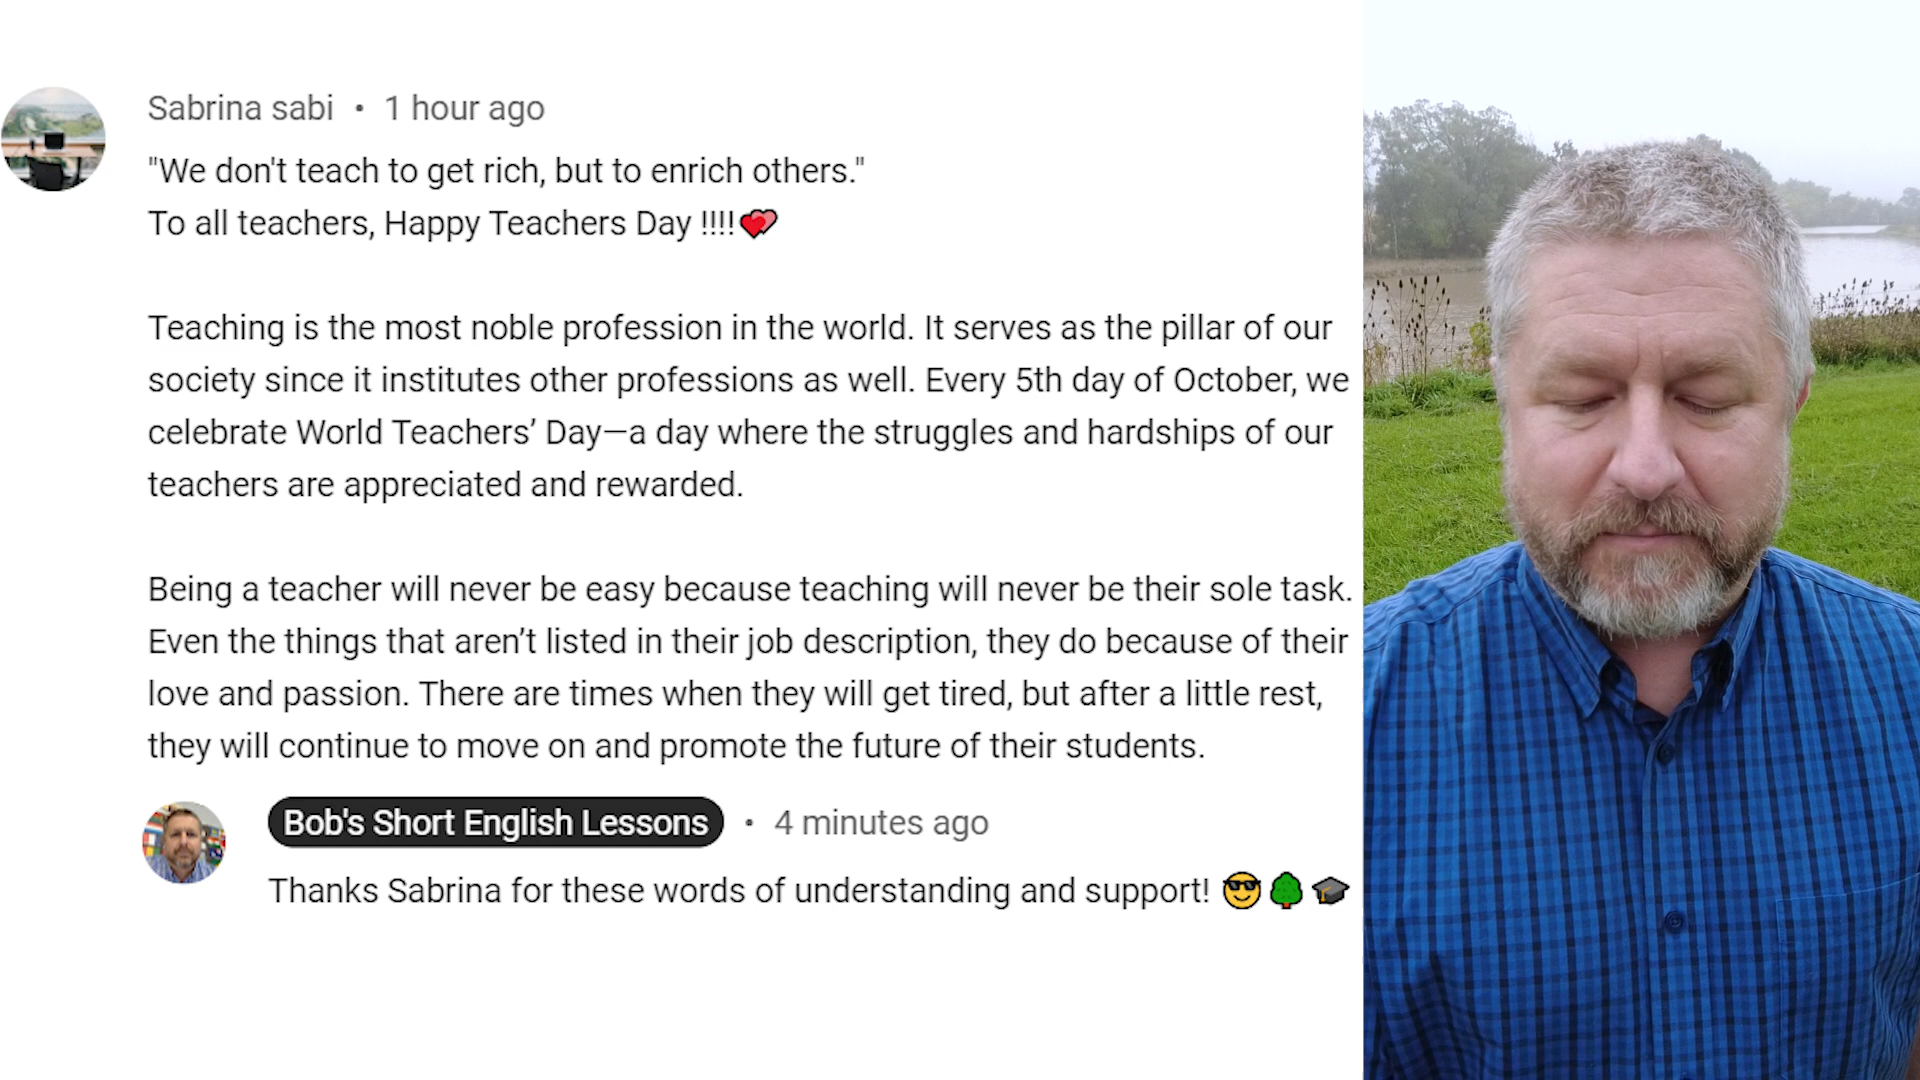 Sabrina sabi • 1 hour ago
"We don't teach to get rich, but to enrich others."
To all teachers, Happy Teachers Day !!!!💕
Teaching is the most noble profession in the world. It serves as the pillar of our
society since it institutes other professions as well. Every 5th day of October, we
celebrate World Teachers’ Day—a day where the struggles and hardships of our
teachers are appreciated and rewarded.
Being a teacher will never be easy because teaching will never be their sole task.
Even the things that aren’t listed in their job description, they do because of their
love and passion. There are times when they will get tired, but after a little rest,
they will continue to move on and promote the future of their students.
Bob's Short English Lessons • 4 minutes ago
Thanks Sabrina for these words of understanding and support! 😎🌳🎓